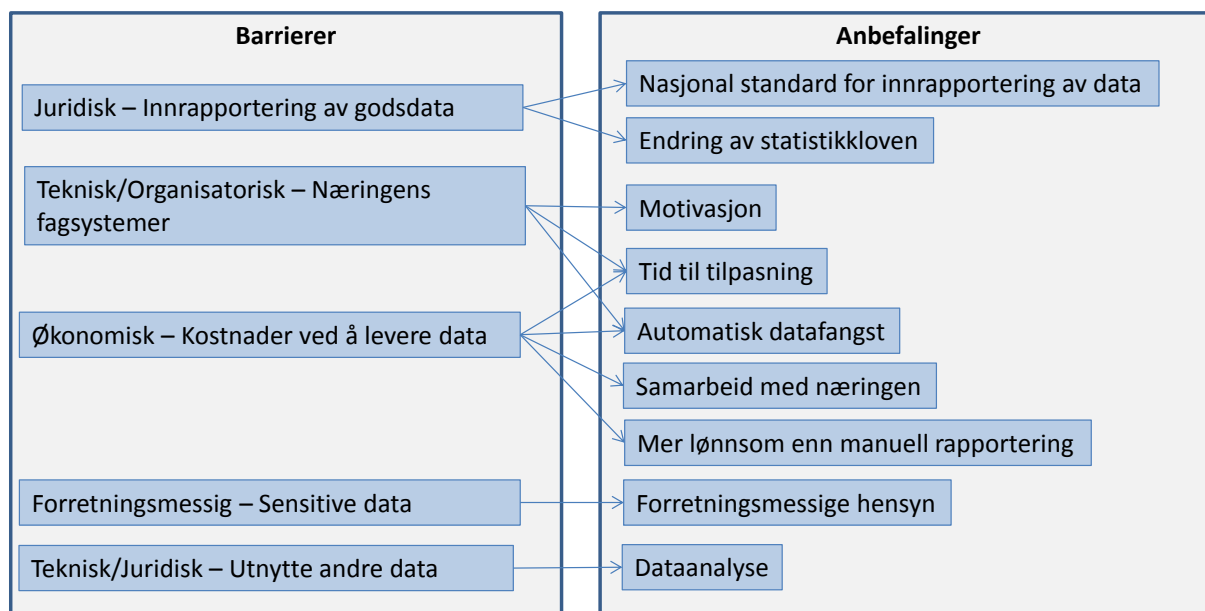 Barrierer
Juridisk – Innrapportering av godsdata
Teknisk/Organisatorisk – Næringens
fagsystemer
Økonomisk – Kostnader ved å levere data
Forretningsmessig – Sensitive data
Teknisk/Juridisk – Utnytte andre data
Anbefalinger
Nasjonal standard for innrapportering av data
Endring av statistikkloven
Motivasjon
Tid til tilpasning
Automatisk datafangst
Samarbeid med næringen
Mer lønnsom enn manuell rapportering
Forretningsmessige hensyn
Dataanalyse